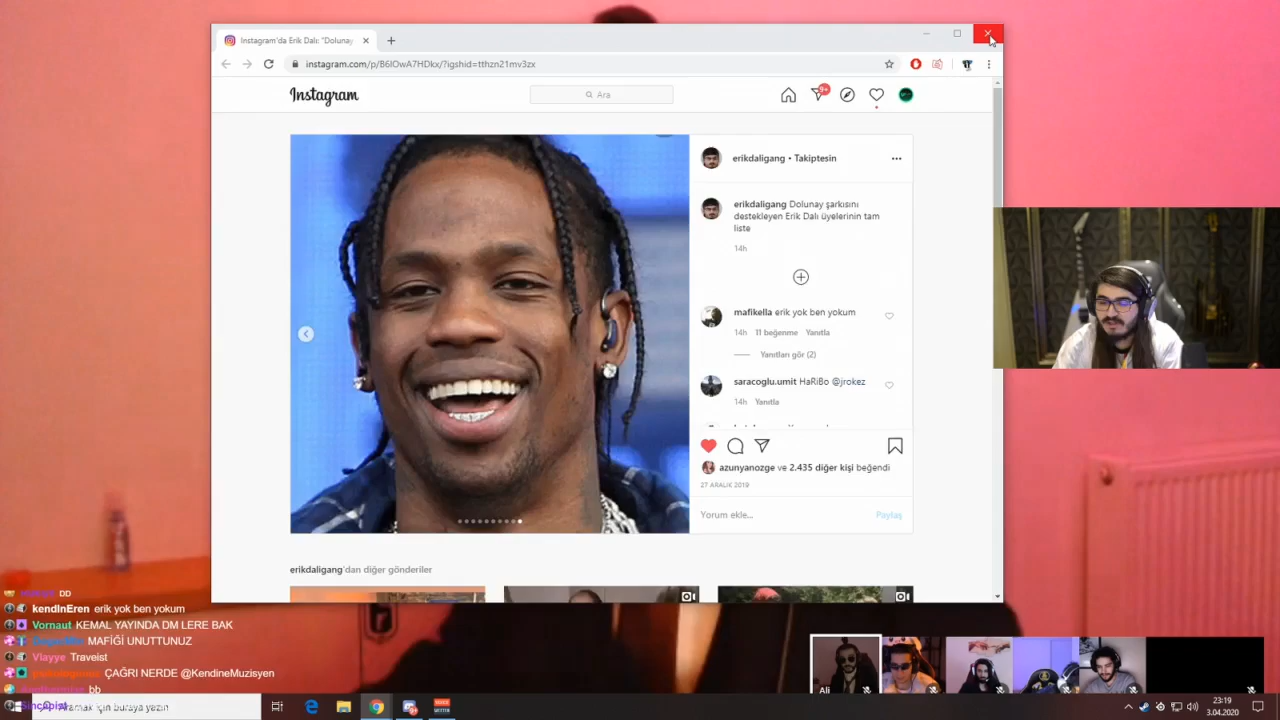 Instagram'da Erik Dalı: "Dolunay
instagram.com/p/B6IOwA7HDkx/?igshid=tthzn21mv3zx
Instagram
Ara
9+
erikdaligang • Takiptesin
erikdaligang Dolunay şarkısını
destekleyen Erik Dalı üyelerinin tam
liste
14h
mafikella erik yok ben yokum
14h 11 beğenme Yanıtla
Yanıtları gör (2)
saracoglu.umit HaRiBo @jrokez
14h Yanıtla
azunyanozge ve 2.435 diğer kişi beğendi
27 ARALIK 2019
Yorum ekle...
Paylaş
erikdaligang'dan diğer gönderiler
DD
kendInEren erik yok ben yokum
Vornaut KEMAL YAYINDA DM LERE BAK
MAFİĞİ UNUTTUNUZ
Vlayye Traveist
ÇAĞRI NERDE @KendineMuzisyen
bb
Aramak için buraya yazın
Ali
23:19
3.04.2020